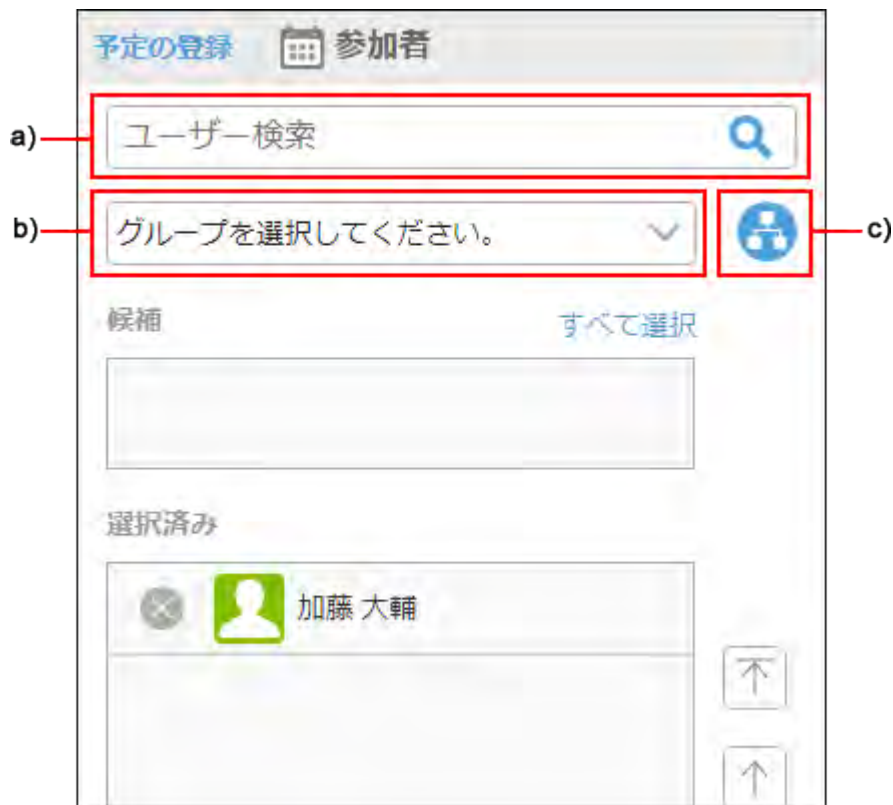 予定の登録 参加者
a) ユーザー検索
b) グループを選択してください。 c)
候補 すべて選択
選択済み
加藤 大輔